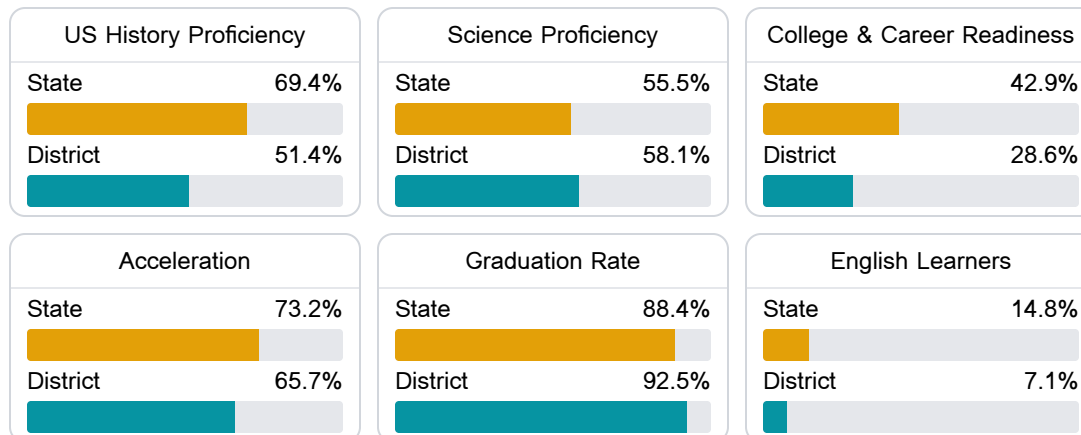 US History Proficiency
State 69.4%
District 51.4%
Science Proficiency
State 55.5%
District 58.1%
College & Career Readiness
State 42.9%
District 28.6%
Acceleration
State 73.2%
District 65.7%
Graduation Rate
State 88.4%
District 92.5%
English Learners
State 14.8%
District 7.1%